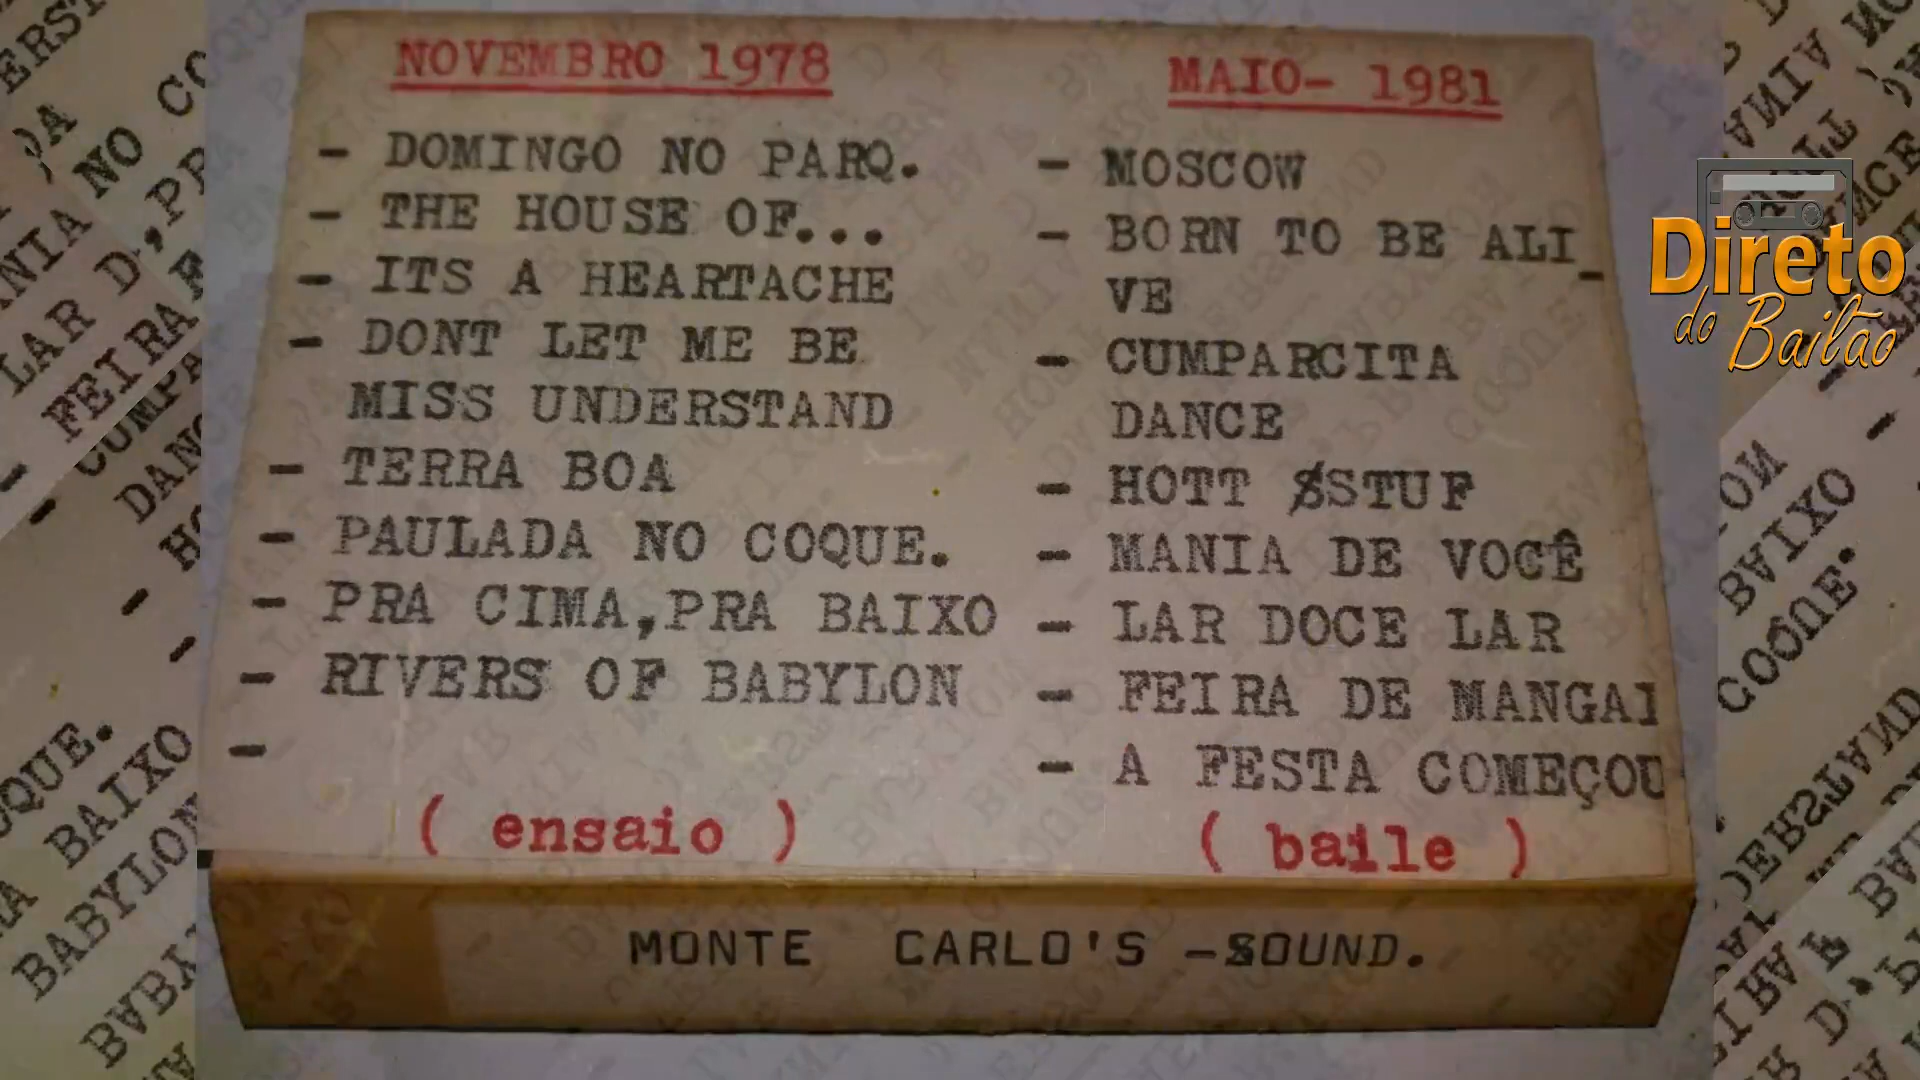 NOVEMBRO 1978
- DOMINGO NO PARQ.
- THE HOUSE OF...
- ITS A HEARTACHE
- DONT LET ME BE
MISS UNDERSTAND
- TERRA BOA
- PAULADA NO COQUE.
- PRA CIMA,PRA BAIXO
- RIVERS OF BABYLON
-
( ensaio )
MAIO- 1981
- MOSCOW
- BORN TO BE ALI_
VE
- CUMPARCITA
DANCE
- HOTT $STUF
- MANIA DE VOCÊ
- LAR DOCE LAR
- FEIRA DE MANGAI
- A FESTA COMEÇOU
( baile )
MONTE CARLO'S -SOUND.
Direto
do Bailão